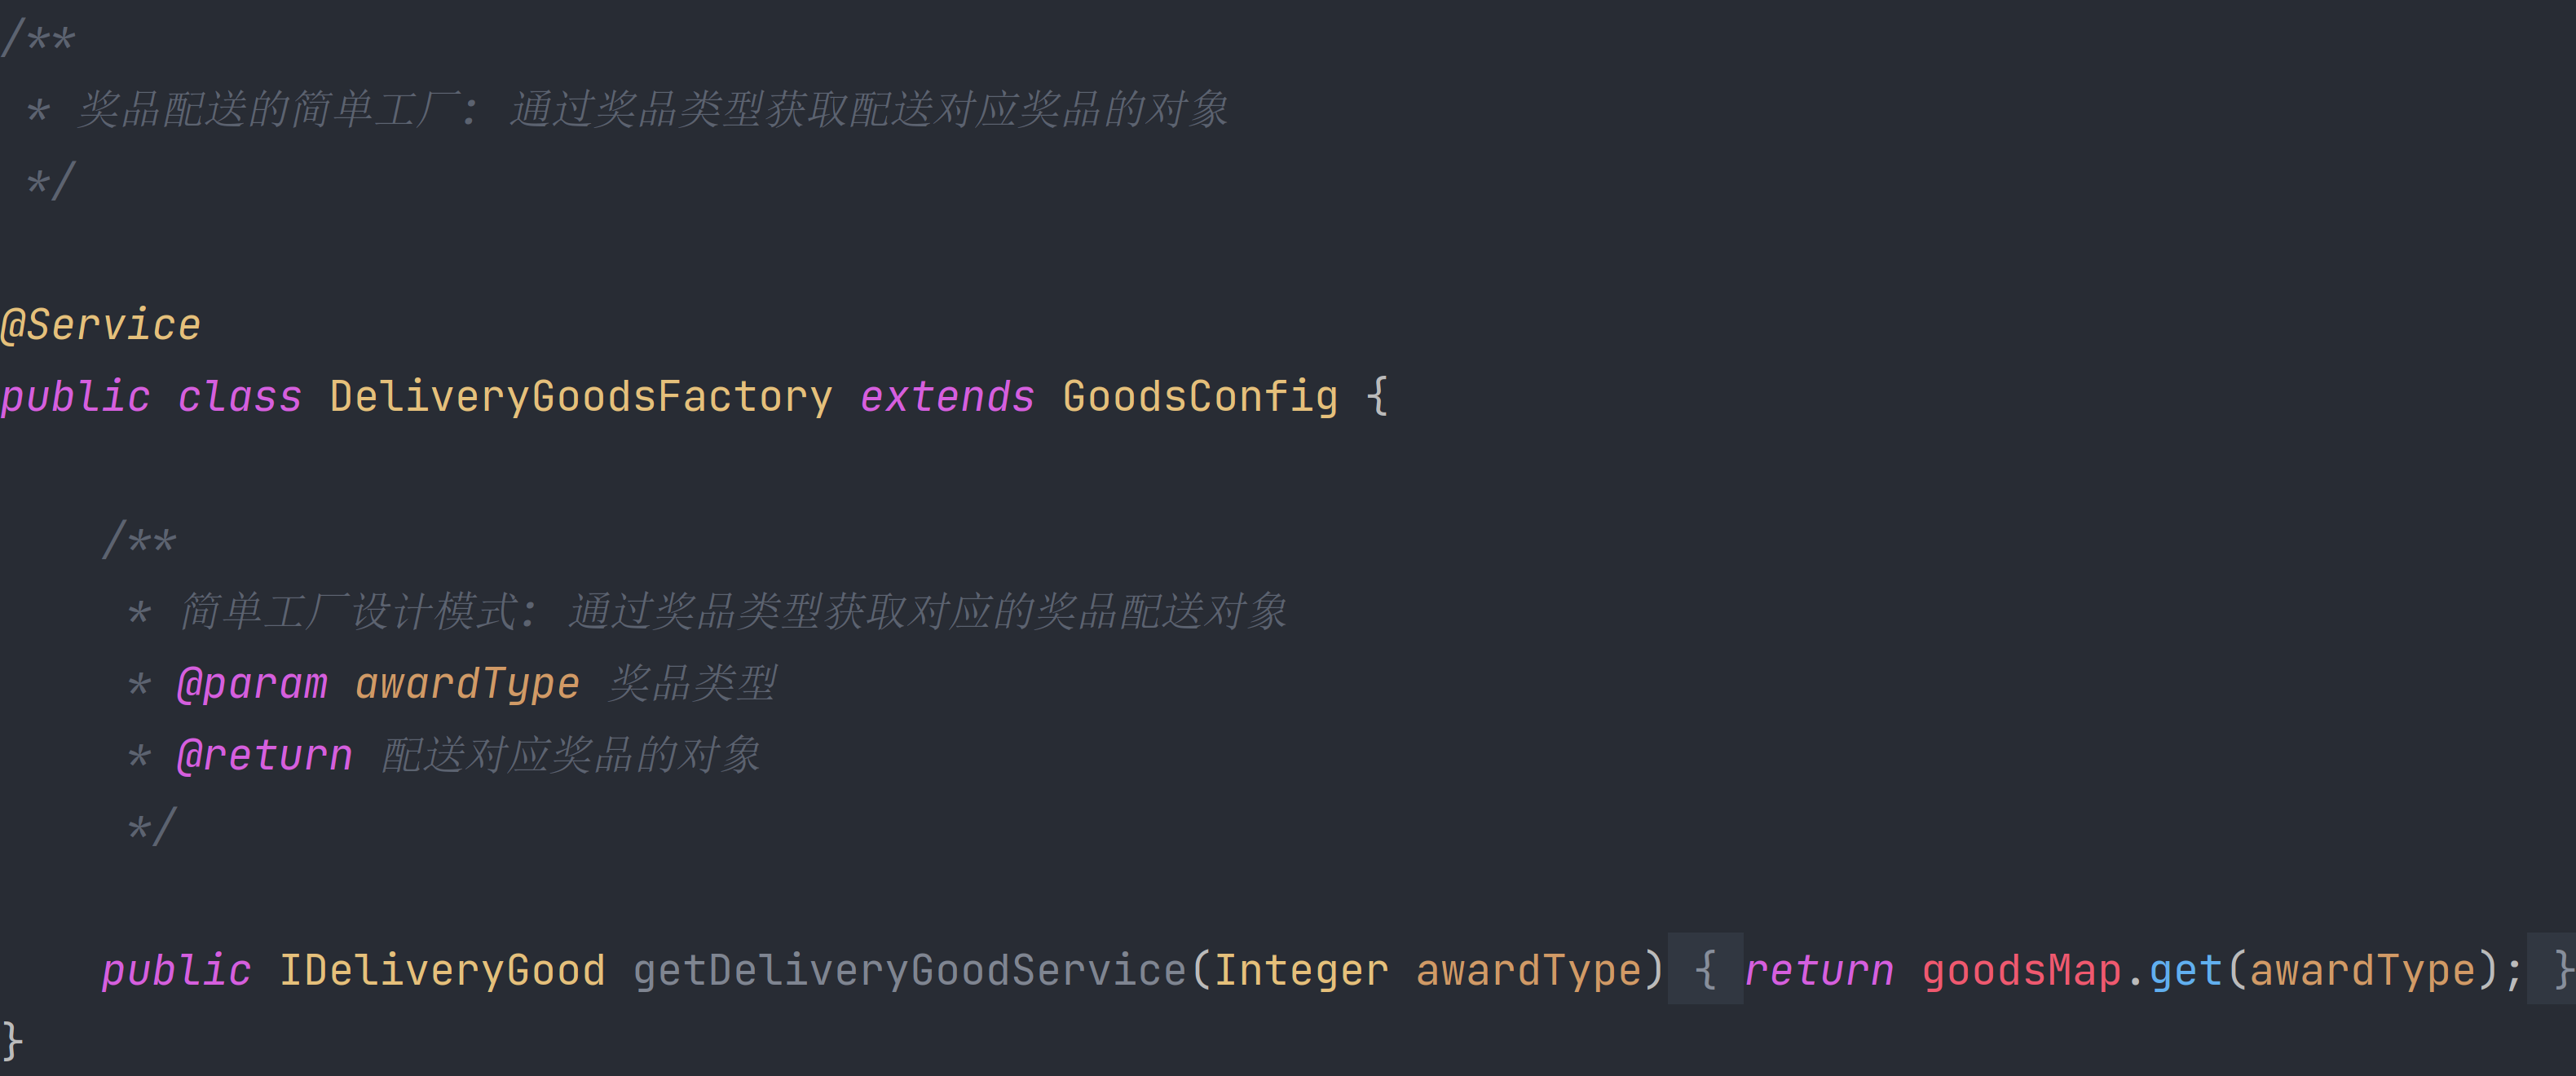 /**
 * 奖品配送的简单工厂：通过奖品类型获取配送对应奖品的对象
 */
@Service
public class DeliveryGoodsFactory extends GoodsConfig {
    /**
     * 简单工厂设计模式：通过奖品类型获取对应的奖品配送对象
     * @param awardType 奖品类型
     * @return 配送对应奖品的对象
     */
    public IDeliveryGood getDeliveryGoodService(Integer awardType) { return goodsMap.get(awardType); }
}